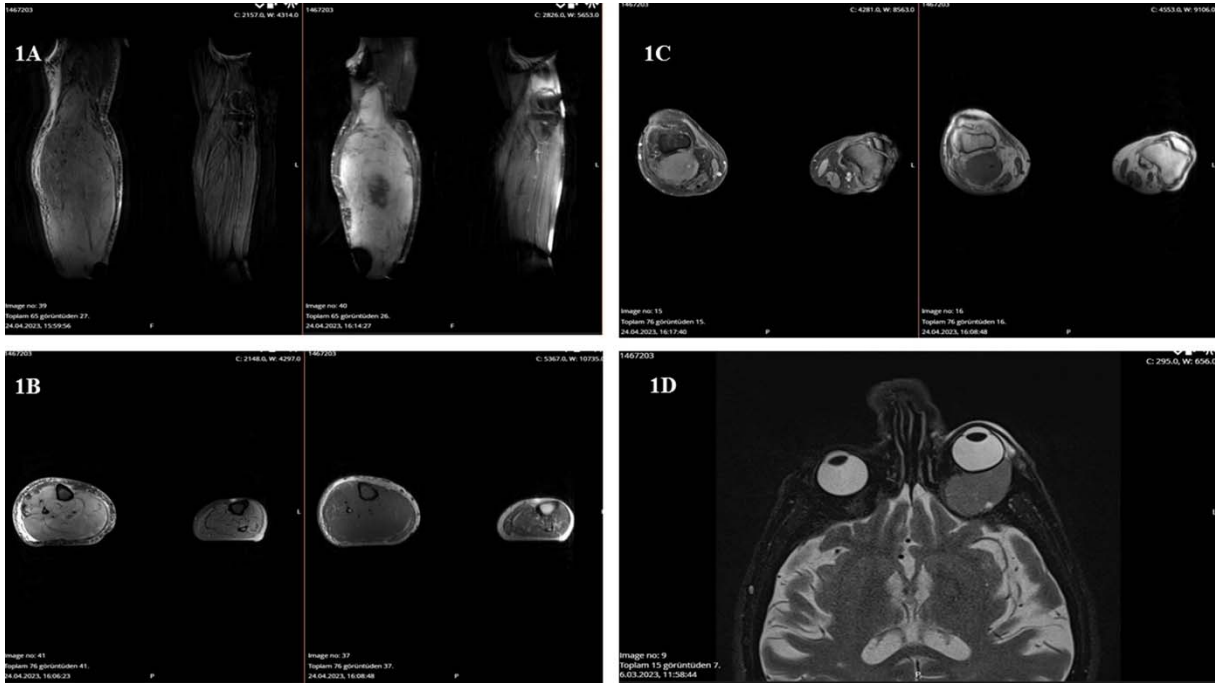 1467203
C: 2157.0, W: 4314.0
C: 2826.0, W: 5653.0
1A
L
L
Image no: 39
Toplam 65 görüntüden 27.
24.04.2023, 15:59:56
F
Image no: 40
Toplam 65 görüntüden 26.
24.04.2023, 16:14:27
F
1467203
C: 4281.0, W: 8563.0
C: 4553.0, W: 9106.0
1C
L
L
Image no: 15
Toplam 76 görüntüden 15.
24.04.2023, 16:17:40
P
Image no: 16
Toplam 76 görüntüden 16.
24.04.2023, 16:08:48
P
1467203
C: 2148.0, W: 4297.0
1467203
C: 5367.0, W: 10735.0
1B
L
L
Image no: 41
Toplam 76 görüntüden 41.
24.04.2023, 16:06:23
P
Image no: 37
Toplam 76 görüntüden 37.
24.04.2023, 16:08:48
P
1467203
C: 295.0, W: 656.0
1D
L
Image no: 9
Toplam 15 görüntüden 7.
6.03.2023, 11:58:44
P